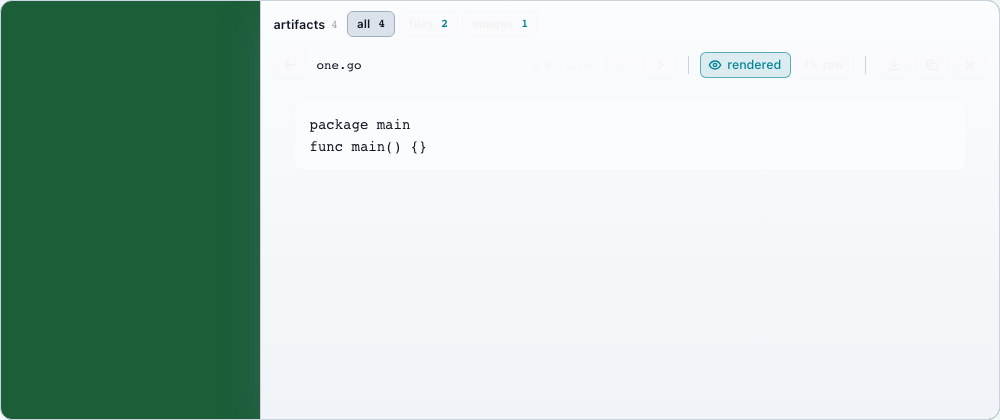 artifacts 4 all 4 files 2 images 1
one.go rendered raw
package main
func main() {}